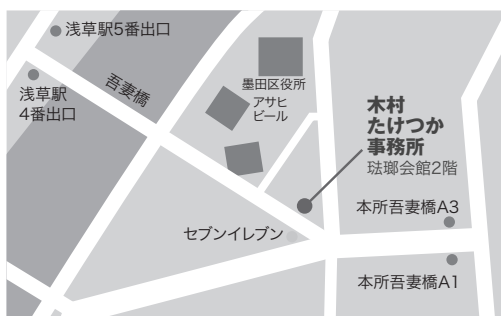 浅草駅5番出口
浅草駅
4番出口
吾妻橋
墨田区役所
アサヒ
ビール
木村
たけつか
事務所
琺瑯会館2階
本所吾妻橋A3
セブンイレブン
本所吾妻橋A1